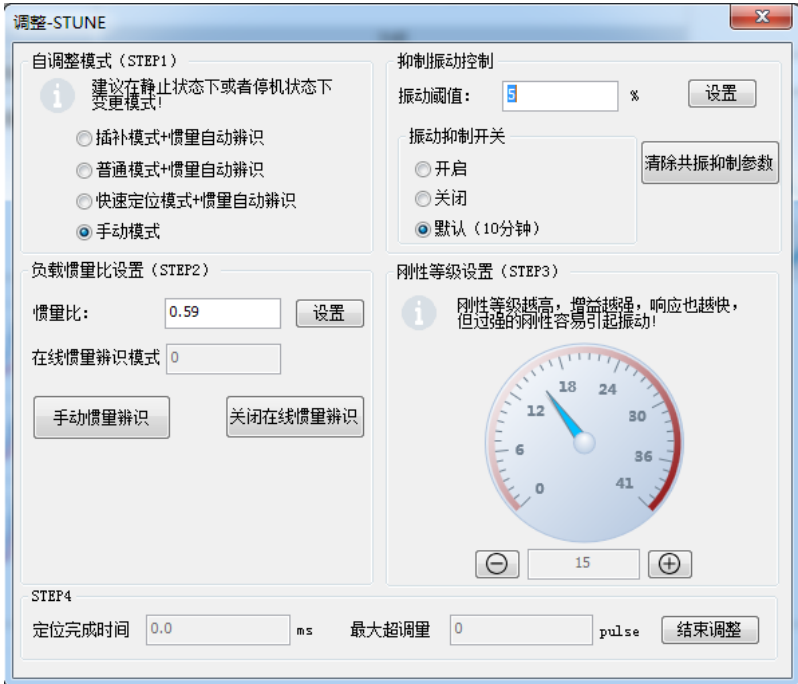 调整-STUNE
自调整模式（STEP1）
建议在静止状态下或者停机状态下
变更模式!
插补模式+惯量自动辨识
普通模式+惯量自动辨识
快速定位模式+惯量自动辨识
手动模式
抑制振动控制
振动阈值： 5 % 设置
振动抑制开关
开启
关闭
默认（10分钟）
清除共振抑制参数
负载惯量比设置（STEP2）
惯量比： 0.59 设置
在线惯量辨识模式 0
手动惯量辨识 关闭在线惯量辨识
刚性等级设置（STEP3）
刚性等级越高，增益越强，响应也越快，
但过强的刚性容易引起振动!
0 6 12 18 24 30 36 41
15
STEP4
定位完成时间 0.0 ms 最大超调量 0 pulse 结束调整